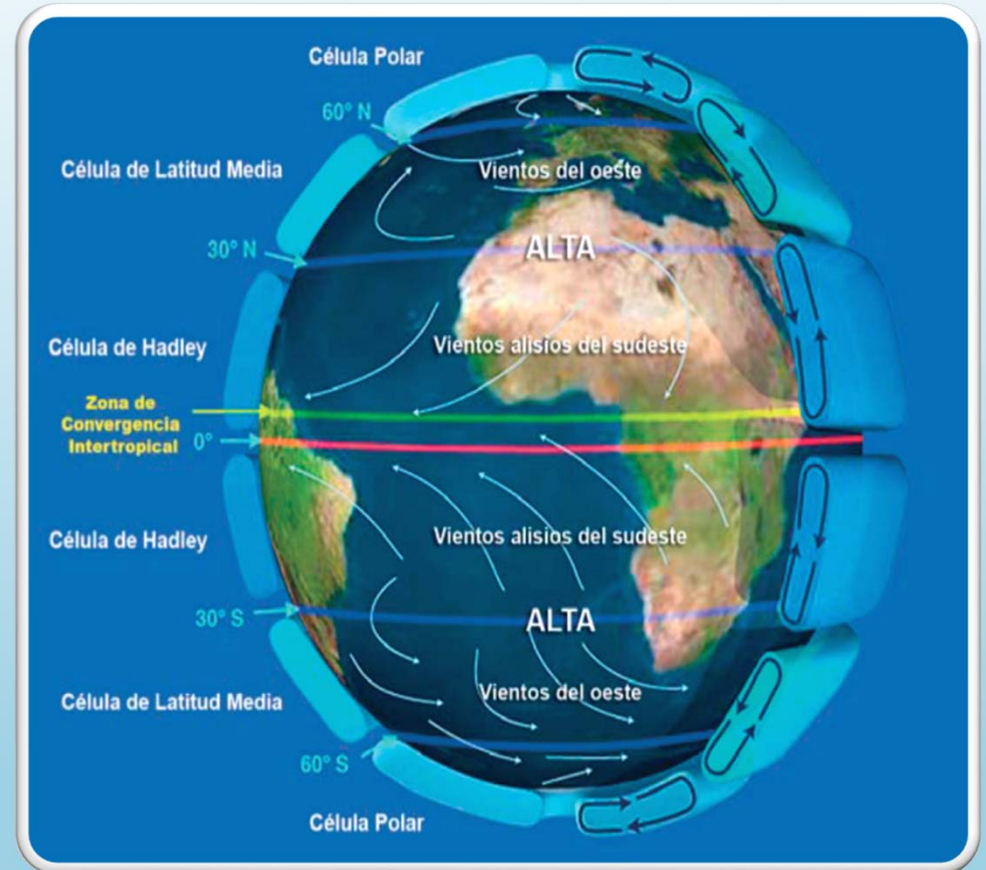 Célula Polar
60° N
Célula de Latitud Media
Vientos del oeste
30° N
ALTA
Célula de Hadley
Vientos alisios del sudeste
Zona de
Convergencia
Intertropical
0°
Célula de Hadley
Vientos alisios del sudeste
30° S
ALTA
Célula de Latitud Media
Vientos del oeste
60° S
Célula Polar